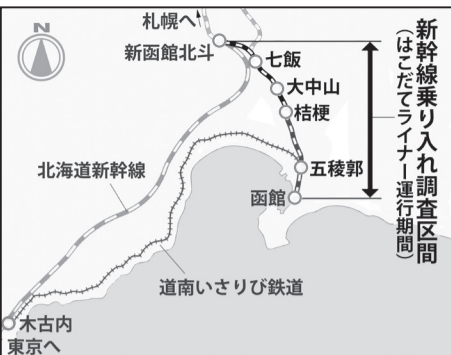 札幌へ
新函館北斗
七飯
大中山
桔梗
五稜郭
函館
北海道新幹線
道南いさりび鉄道
木古内
東京へ
新幹線乗り入れ調査区間
(はこだてライナー運行期間)